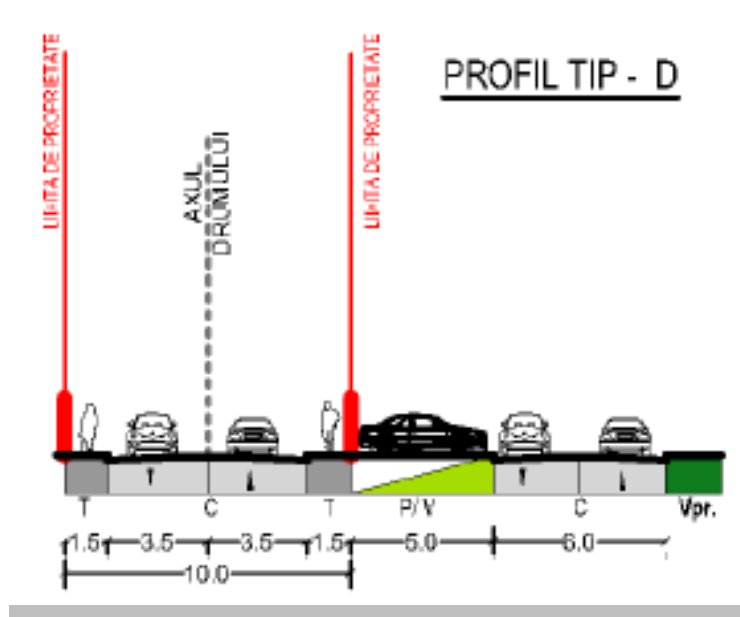 PROFIL TIP - D
LIMITA DE PROPRIETATE
AXUL
DRUMULUI
LIMITA DE PROPRIETATE
T C T P/V C Vpr.
1.5 3.5 3.5 1.5 5.0 6.0
10.0